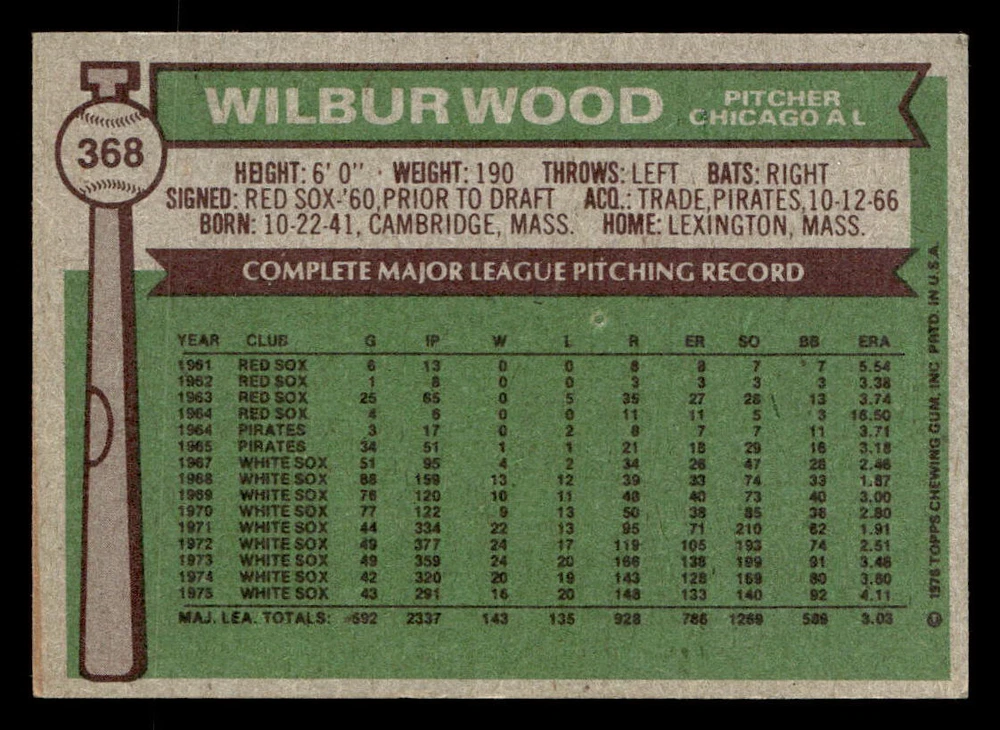 368
WILBUR WOOD
PITCHER
CHICAGO A L
HEIGHT: 6' 0" · WEIGHT: 190 THROWS: LEFT BATS: RIGHT
SIGNED: RED SOX-'60, PRIOR TO DRAFT ACQ.: TRADE, PIRATES, 10-12-66
BORN: 10-22-41, CAMBRIDGE, MASS. HOME: LEXINGTON, MASS.
COMPLETE MAJOR LEAGUE PITCHING RECORD
YEAR CLUB G IP W L R ER SO BB ERA
1961 RED SOX 6 13 0 0 8 8 7 7 5.54
1962 RED SOX 1 8 0 0 3 3 3 3 3.38
1963 RED SOX 25 65 0 5 35 27 28 13 3.74
1964 RED SOX 4 6 0 0 11 11 5 3 16.50
1964 PIRATES 3 17 0 2 8 7 7 11 3.71
1965 PIRATES 34 51 1 1 21 18 29 16 3.18
1967 WHITE SOX 51 95 4 2 34 26 47 28 2.46
1968 WHITE SOX 88 159 13 12 39 33 74 33 1.87
1969 WHITE SOX 76 120 10 11 48 40 73 40 3.00
1970 WHITE SOX 77 122 9 13 50 38 85 36 2.80
1971 WHITE SOX 44 334 22 13 95 71 210 62 1.91
1972 WHITE SOX 49 377 24 17 119 105 193 74 2.51
1973 WHITE SOX 49 359 24 20 166 138 199 91 3.46
1974 WHITE SOX 42 320 20 19 143 128 169 80 3.60
1975 WHITE SOX 43 291 16 20 148 133 140 92 4.11
MAJ. LEA. TOTALS: 592 2337 143 135 928 786 1269 589 3.03
© 1976 TOPPS CHEWING GUM, INC. PRTD. IN U.S.A.